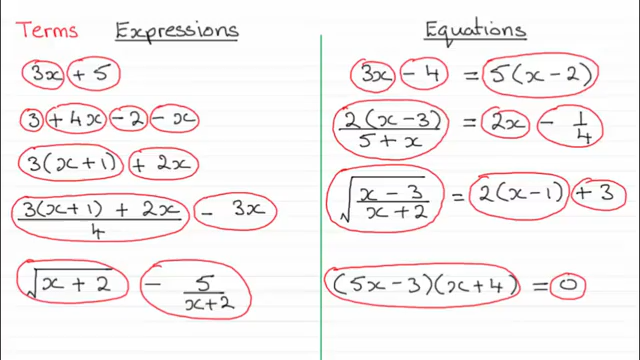 Terms Expressions
3x + 5
3 + 4x - 2 - x
3(x+1) + 2x
3(x+1) + 2x / 4 - 3x
√(x + 2) - 5 / x+2
Equations
3x - 4 = 5(x - 2)
2(x - 3) / 5 + x = 2x - 1/4
√(x - 3 / x + 2) = 2(x - 1) + 3
(5x - 3)(x + 4) = 0